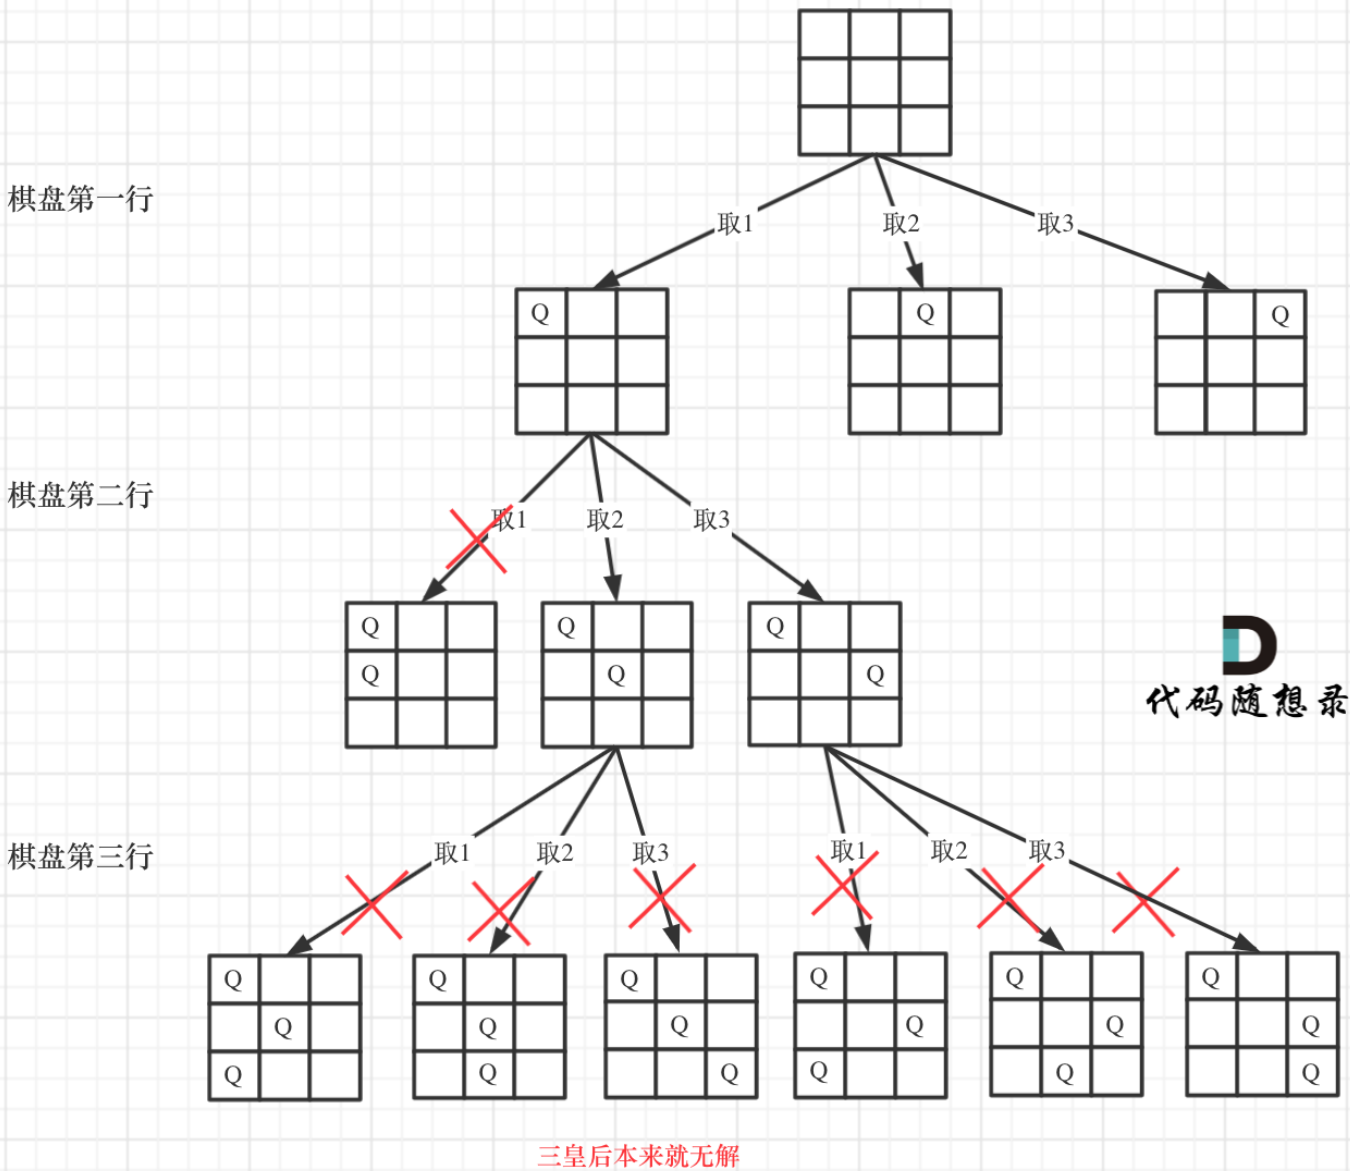 棋盘第一行
取1 取2 取3
Q Q Q
棋盘第二行
取1 取2 取3
Q Q Q
Q Q Q
代码随想录
棋盘第三行
取1 取2 取3 取1 取2 取3
Q Q Q Q Q Q
Q Q Q Q Q
Q Q Q Q Q Q
三皇后本来就无解